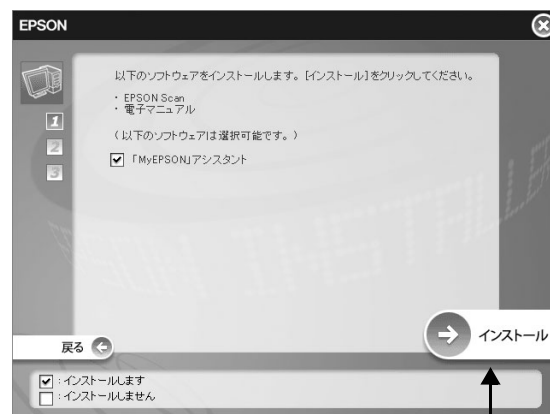 EPSON
以下のソフトウェアをインストールします。[インストール]をクリックしてください。
・ EPSON Scan
・ 電子マニュアル
(以下のソフトウェアは選択可能です。)
「MyEPSON」アシスタント
1
2
3
戻る
インストール
:インストールします
:インストールしません